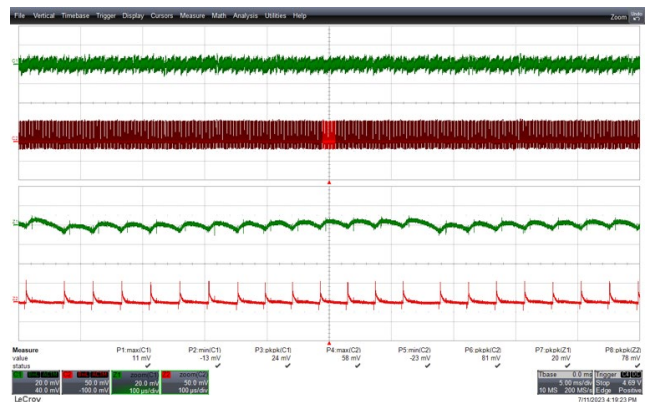 File Vertical Timebase Trigger Display Cursors Measure Math Analysis Utilities Help Zoom Undo
Measure P1:max(C1) P2:min(C1) P3:pkpk(C1) P4:max(C2) P5:min(C2) P6:pkpk(C2) P7:pkpk(Z1) P8:pkpk(Z2)
value 11 mV -13 mV 24 mV 58 mV -23 mV 81 mV 20 mV 78 mV
status
zoom(C1) zoom(C2) Tbase 0.0 ms Trigger C4 DC
20.0 mV 50.0 mV 20.0 mV 50.0 mV 5.00 ms/div Stop 4.69 V
40.0 mV -100.0 mV 100 µs/div 100 µs/div 10 MS 200 MS/s Edge Positive
LeCroy 7/11/2023 4:19:23 PM